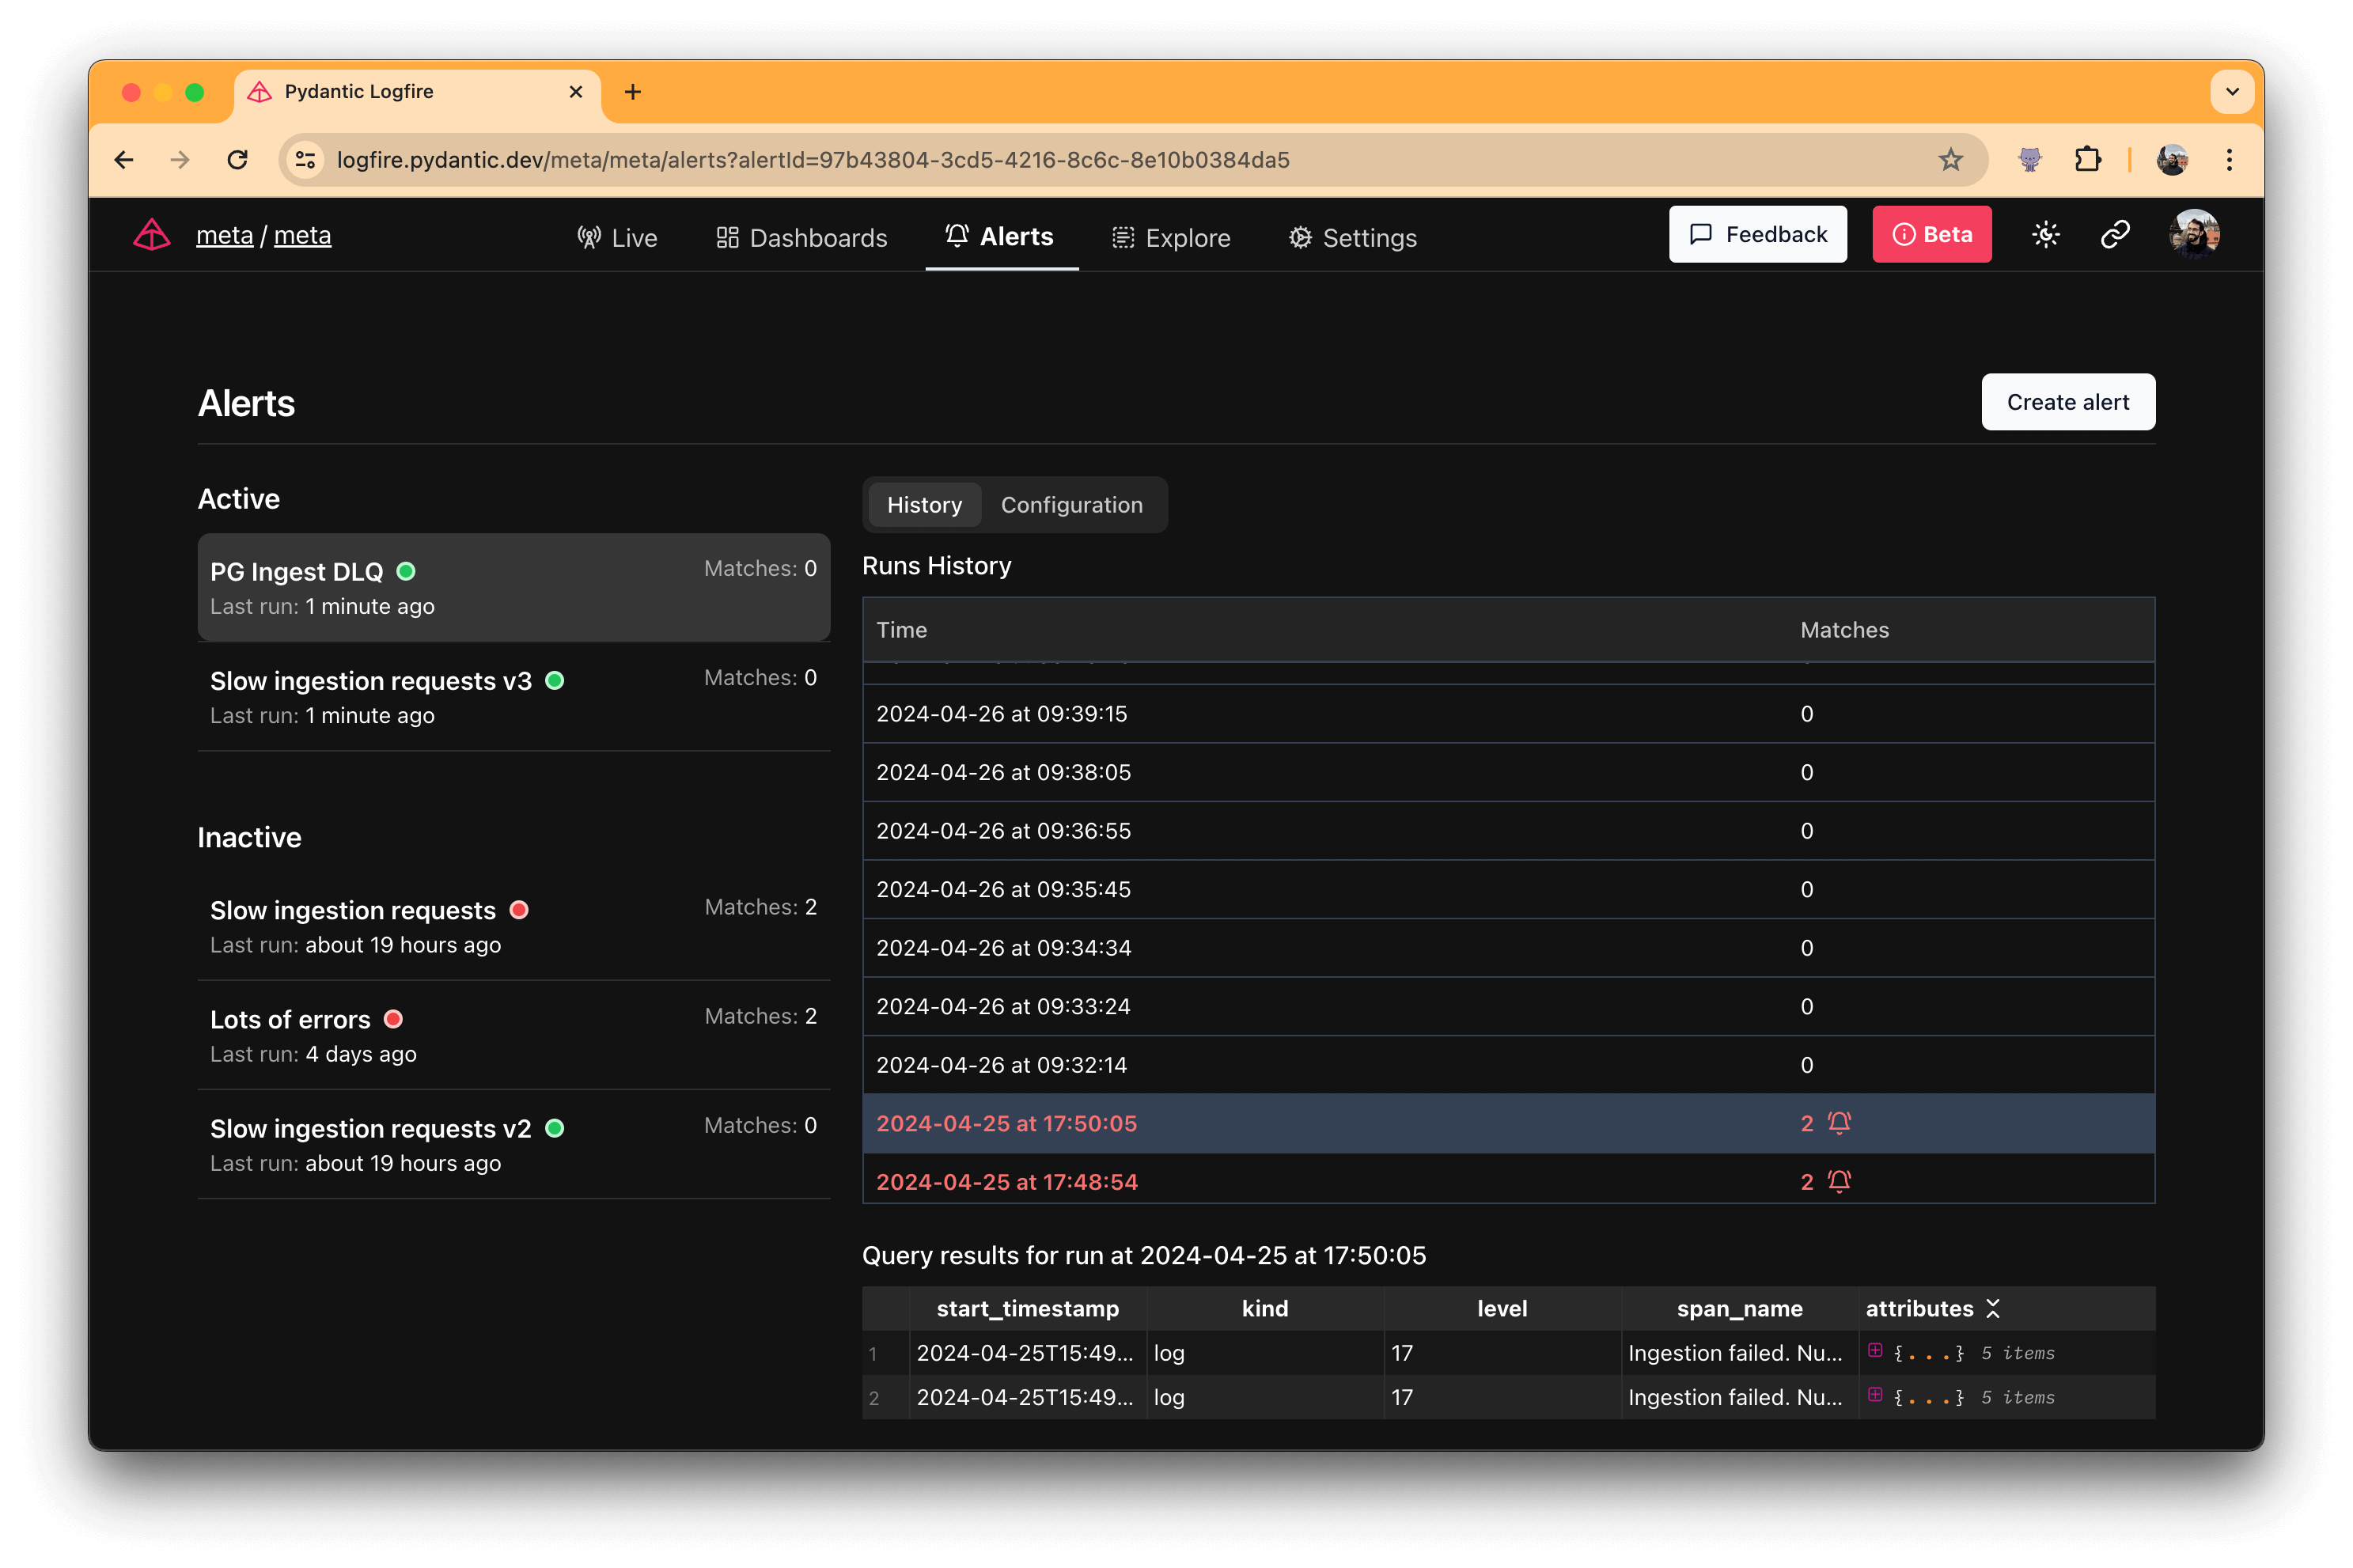 Pydantic Logfire
logfire.pydantic.dev/meta/meta/alerts?alertId=97b43804-3cd5-4216-8c6c-8e10b0384da5
meta / meta
Live
Dashboards
Alerts
Explore
Settings
Feedback
Beta
Alerts
Create alert
Active
PG Ingest DLQ
Matches: 0
Last run: 1 minute ago
Slow ingestion requests v3
Matches: 0
Last run: 1 minute ago
Inactive
Slow ingestion requests
Matches: 2
Last run: about 19 hours ago
Lots of errors
Matches: 2
Last run: 4 days ago
Slow ingestion requests v2
Matches: 0
Last run: about 19 hours ago
History Configuration
Runs History
Time Matches
2024-04-26 at 09:39:15 0
2024-04-26 at 09:38:05 0
2024-04-26 at 09:36:55 0
2024-04-26 at 09:35:45 0
2024-04-26 at 09:34:34 0
2024-04-26 at 09:33:24 0
2024-04-26 at 09:32:14 0
2024-04-25 at 17:50:05 2
2024-04-25 at 17:48:54 2
Query results for run at 2024-04-25 at 17:50:05
start_timestamp kind level span_name attributes
1 2024-04-25T15:49... log 17 Ingestion failed. Nu... {...} 5 items
2 2024-04-25T15:49... log 17 Ingestion failed. Nu... {...} 5 items